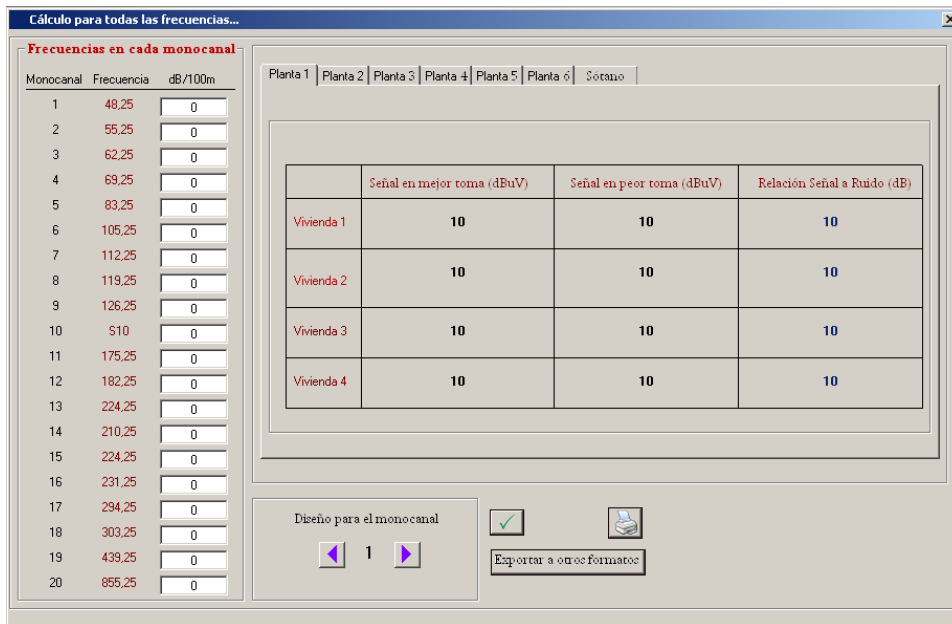 Cálculo para todas las frecuencias...
Frecuencias en cada monocanal
Monocanal Frecuencia dB/100m
1 48,25 0
2 55,25 0
3 62,25 0
4 69,25 0
5 83,25 0
6 105,25 0
7 112,25 0
8 119,25 0
9 126,25 0
10 S10 0
11 175,25 0
12 182,25 0
13 224,25 0
14 210,25 0
15 224,25 0
16 231,25 0
17 294,25 0
18 303,25 0
19 439,25 0
20 855,25 0
Planta 1 Planta 2 Planta 3 Planta 4 Planta 5 Planta 6 Sótano
Señal en mejor toma (dBuV) Señal en peor toma (dBuV) Relación Señal a Ruido (dB)
Vivienda 1 10 10 10
Vivienda 2 10 10 10
Vivienda 3 10 10 10
Vivienda 4 10 10 10
Diseño para el monocanal
1
Exportar a otros formatos